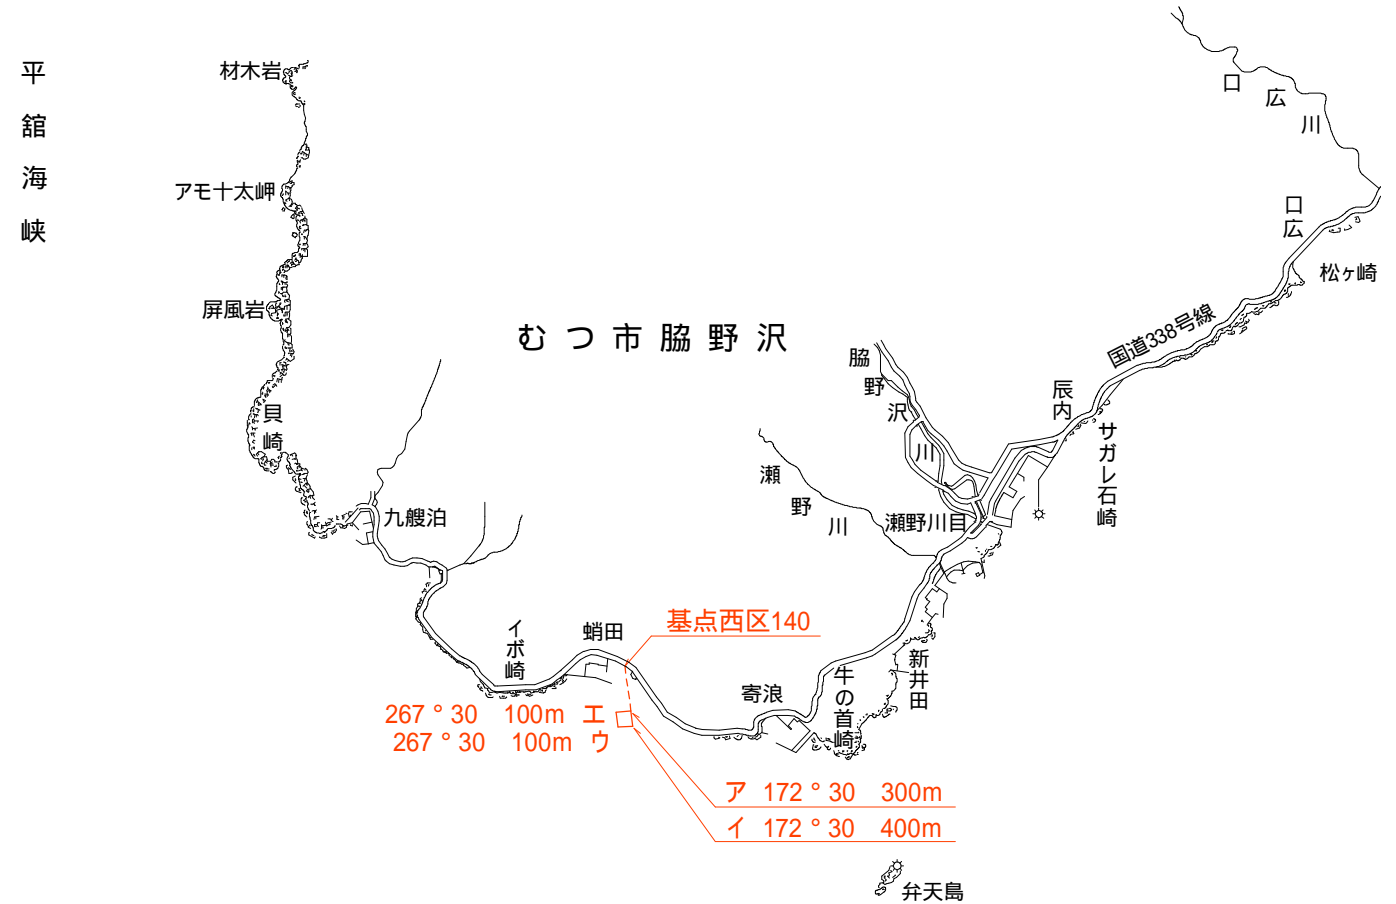 平舘海峡
材木岩
アモ十太岬
屏風岩
貝崎
むつ市脇野沢
口広川
口広
松ヶ崎
国道338号線
脇野沢川
辰内
サガレ石崎
瀬野川
瀬野川目
九艘泊
イボ崎
蛸田
基点西区140
寄浪
牛の首崎
新井田
267°30 100m エ
267°30 100m ウ
ア 172°30 300m
イ 172°30 400m
弁天島